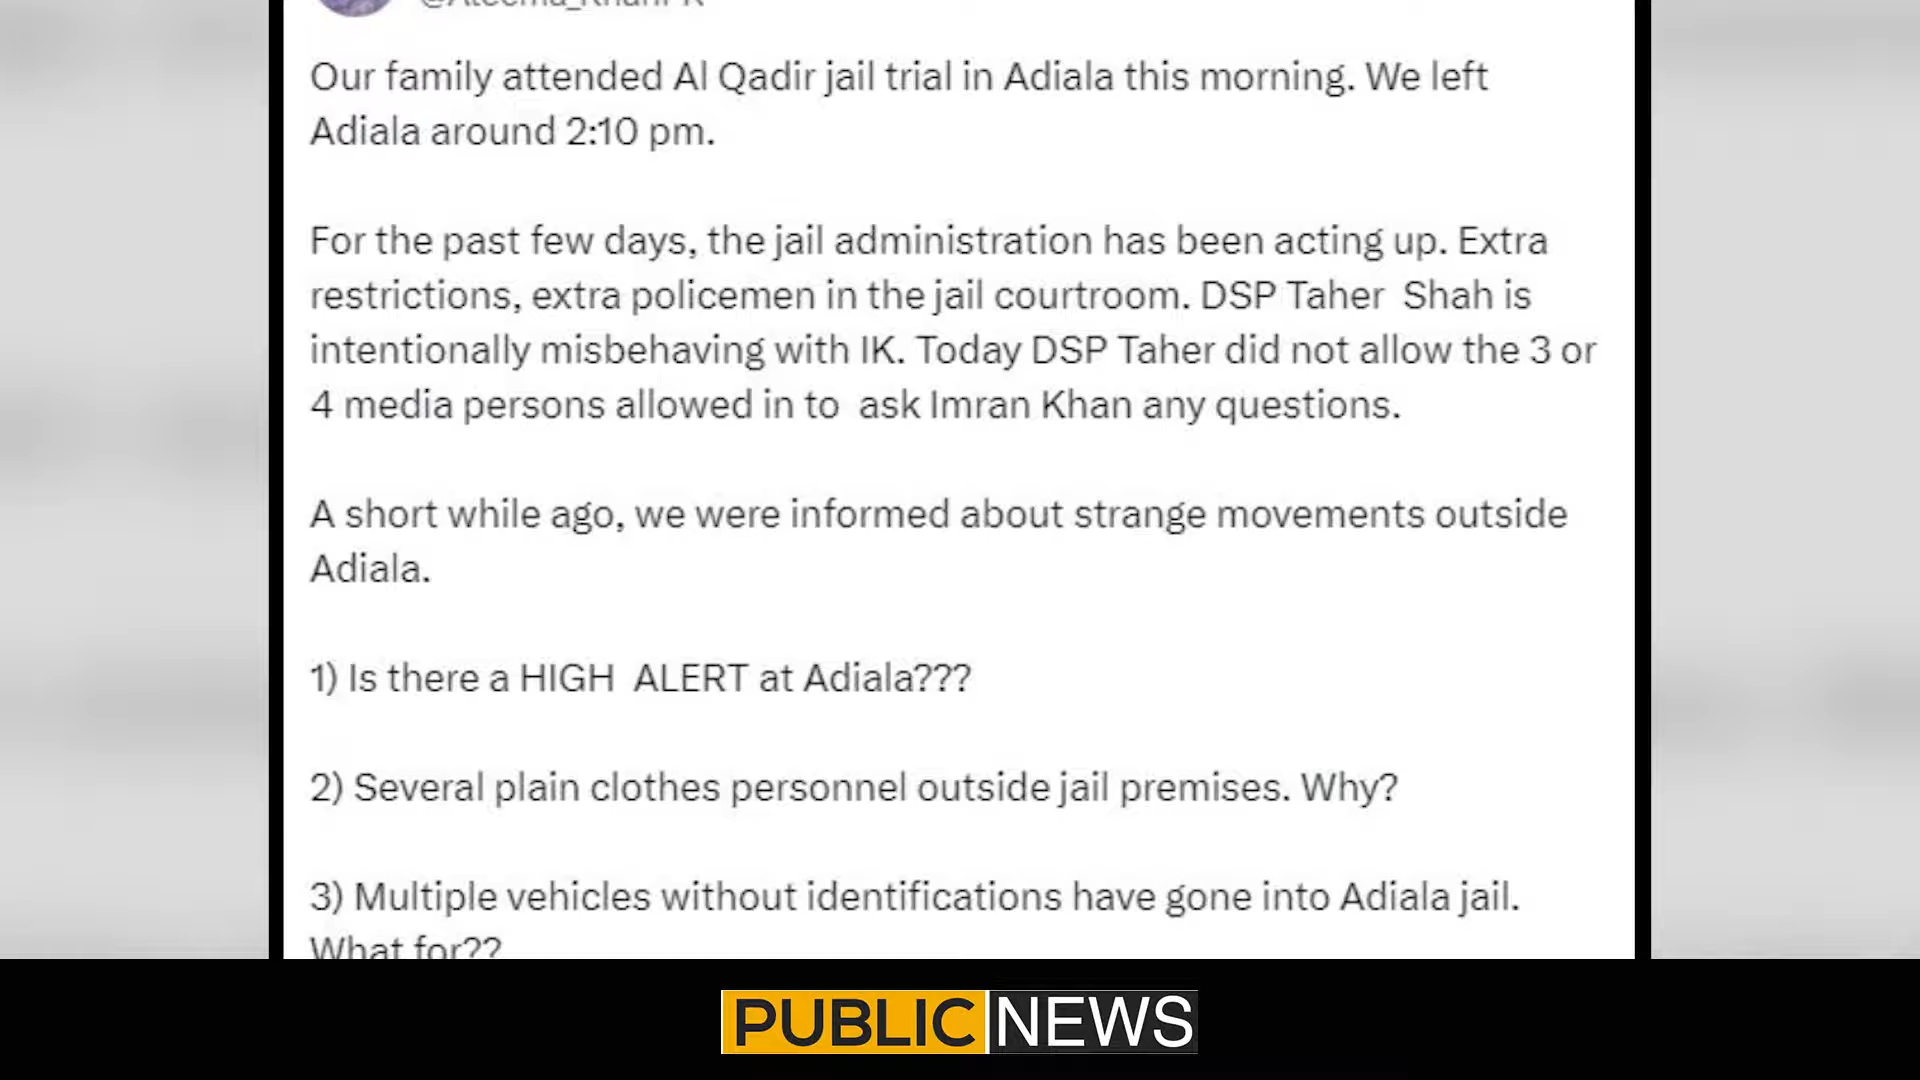 Our family attended Al Qadir jail trial in Adiala this morning. We left
Adiala around 2:10 pm.
For the past few days, the jail administration has been acting up. Extra
restrictions, extra policemen in the jail courtroom. DSP Taher Shah is
intentionally misbehaving with IK. Today DSP Taher did not allow the 3 or
4 media persons allowed in to ask Imran Khan any questions.
A short while ago, we were informed about strange movements outside
Adiala.
1) Is there a HIGH ALERT at Adiala???
2) Several plain clothes personnel outside jail premises. Why?
3) Multiple vehicles without identifications have gone into Adiala jail.
What for??
PUBLIC NEWS